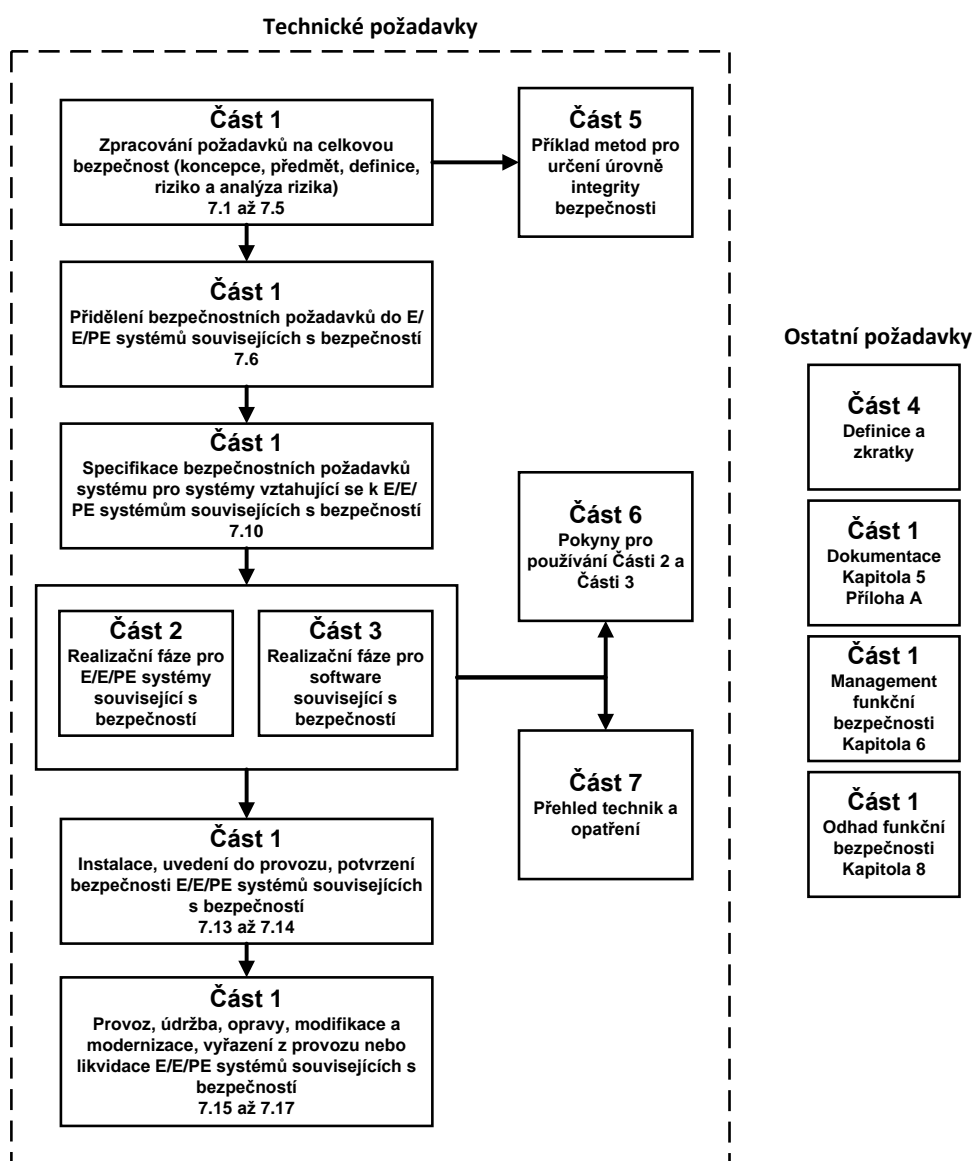 Technické požadavky
Část 1
Zpracování požadavků na celkovou
bezpečnost (koncepce, předmět, definice,
riziko a analýza rizika)
7.1 až 7.5
Část 5
Příklad metod pro
určení úrovně
integrity
bezpečnosti
Část 1
Přidělení bezpečnostních požadavků do E/
E/PE systémů souvisejících s bezpečností
7.6
Část 1
Specifikace bezpečnostních požadavků
systému pro systémy vztahující se k E/E/
PE systémům souvisejících s bezpečností
7.10
Část 6
Pokyny pro
používání Části 2 a
Části 3
Část 2
Realizační fáze pro
E/E/PE systémy
související s
bezpečností
Část 3
Realizační fáze pro
software
související s
bezpečností
Část 7
Přehled technik a
opatření
Část 1
Instalace, uvedení do provozu, potvrzení
bezpečnosti E/E/PE systémů souvisejících
s bezpečností
7.13 až 7.14
Část 1
Provoz, údržba, opravy, modifikace a
modernizace, vyřazení z provozu nebo
likvidace E/E/PE systémů souvisejících s
bezpečností
7.15 až 7.17
Ostatní požadavky
Část 4
Definice a
zkratky
Část 1
Dokumentace
Kapitola 5
Příloha A
Část 1
Management
funkční
bezpečnosti
Kapitola 6
Část 1
Odhad funkční
bezpečnosti
Kapitola 8